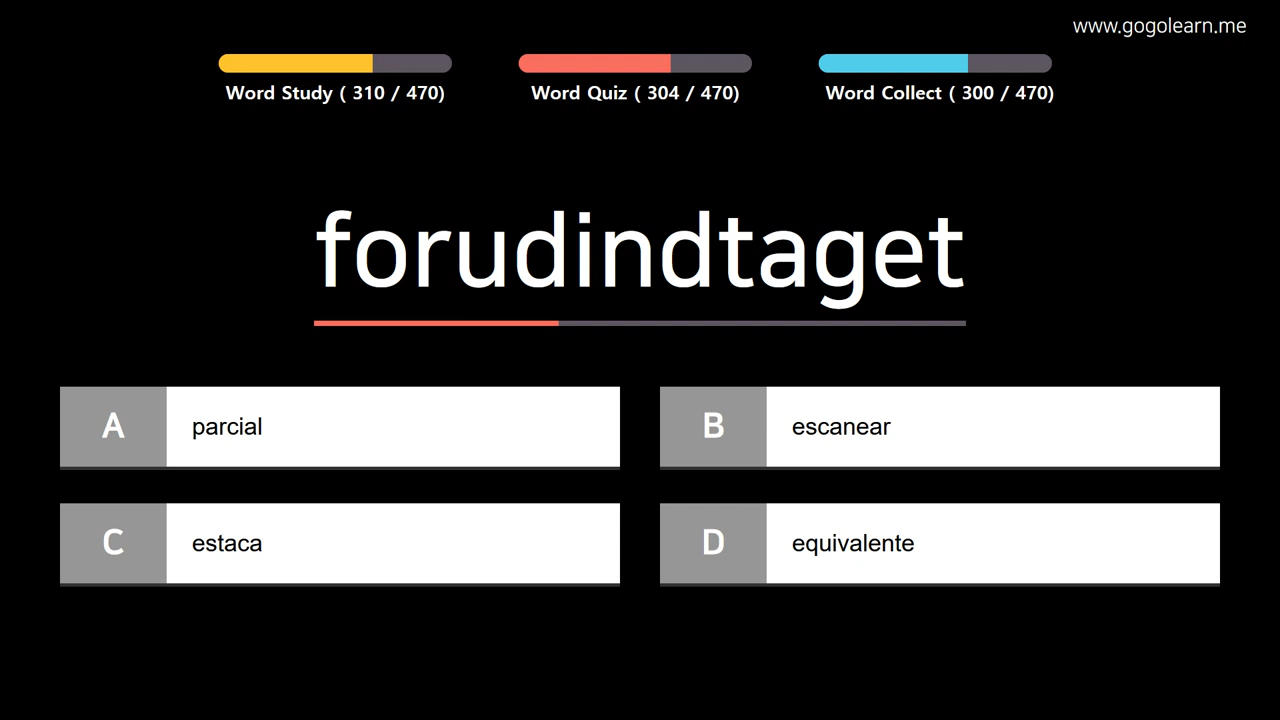 www.gogolearn.me
Word Study ( 310 / 470)
Word Quiz ( 304 / 470)
Word Collect ( 300 / 470)
forudindtaget
A parcial
B escanear
C estaca
D equivalente